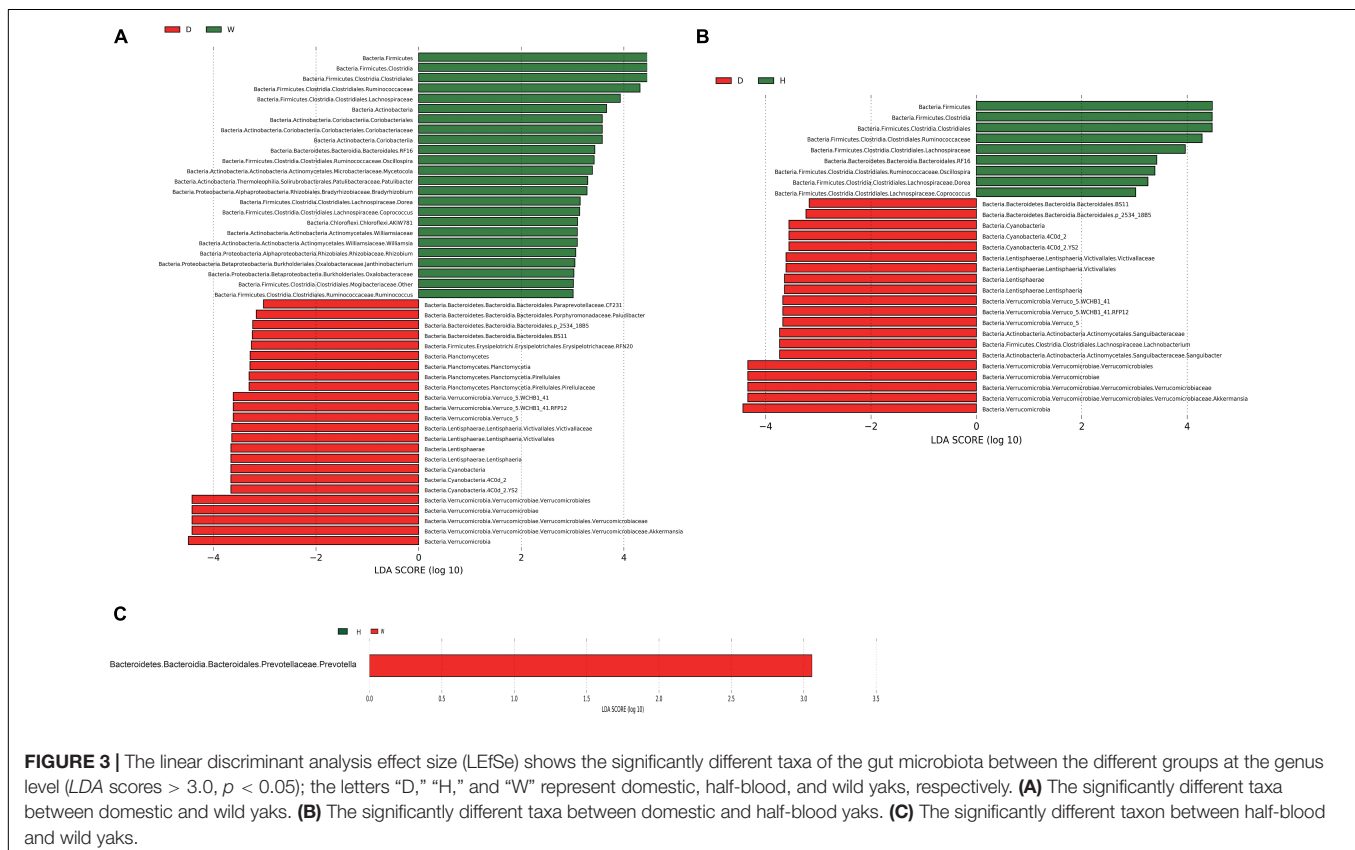 A
D W
Bacteria.Firmicutes
Bacteria.Firmicutes.Clostridia
Bacteria.Firmicutes.Clostridia.Clostridiales
Bacteria.Firmicutes.Clostridia.Clostridiales.Ruminococcaceae
Bacteria.Firmicutes.Clostridia.Clostridiales.Lachnospiraceae
Bacteria.Actinobacteria
Bacteria.Actinobacteria.Coriobacteriia.Coriobacteriales
Bacteria.Actinobacteria.Coriobacteriia.Coriobacteriales.Coriobacteriaceae
Bacteria.Actinobacteria.Coriobacteriia
Bacteria.Bacteroidetes.Bacteroidia.Bacteroidales.RF16
Bacteria.Firmicutes.Clostridia.Clostridiales.Ruminococcaceae.Oscillospira
Bacteria.Actinobacteria.Actinobacteria.Actinomycetales.Microbacteriaceae.Mycetocola
Bacteria.Actinobacteria.Thermoleophilia.Solirubrobacterales.Patulibacteraceae.Patulibacter
Bacteria.Proteobacteria.Alphaproteobacteria.Rhizobiales.Bradyrhizobiaceae.Bradyrhizobium
Bacteria.Firmicutes.Clostridia.Clostridiales.Lachnospiraceae.Dorea
Bacteria.Firmicutes.Clostridia.Clostridiales.Lachnospiraceae.Coprococcus
Bacteria.Chloroflexi.Chloroflexi.AKIW781
Bacteria.Actinobacteria.Actinobacteria.Actinomycetales.Williamsiaceae
Bacteria.Actinobacteria.Actinobacteria.Actinomycetales.Williamsiaceae.Williamsia
Bacteria.Proteobacteria.Alphaproteobacteria.Rhizobiales.Rhizobiaceae.Rhizobium
Bacteria.Proteobacteria.Betaproteobacteria.Burkholderiales.Oxalobacteraceae.Janthinobacterium
Bacteria.Proteobacteria.Betaproteobacteria.Burkholderiales.Oxalobacteraceae
Bacteria.Firmicutes.Clostridia.Clostridiales.Mogibacteriaceae.Other
Bacteria.Firmicutes.Clostridia.Clostridiales.Ruminococcaceae.Ruminococcus
Bacteria.Bacteroidetes.Bacteroidia.Bacteroidales.Paraprevotellaceae.CF231
Bacteria.Bacteroidetes.Bacteroidia.Bacteroidales.Porphyromonadaceae.Paludibacter
Bacteria.Bacteroidetes.Bacteroidia.Bacteroidales.p_2534_18B5
Bacteria.Bacteroidetes.Bacteroidia.Bacteroidales.BS11
Bacteria.Firmicutes.Erysipelotrichi.Erysipelotrichales.Erysipelotrichaceae.RFN20
Bacteria.Planctomycetes
Bacteria.Planctomycetes.Planctomycetia
Bacteria.Planctomycetes.Planctomycetia.Pirellulales
Bacteria.Planctomycetes.Planctomycetia.Pirellulales.Pirellulaceae
Bacteria.Verrucomicrobia.Verruco_5.WCHB1_41
Bacteria.Verrucomicrobia.Verruco_5.WCHB1_41.RFP12
Bacteria.Verrucomicrobia.Verruco_5
Bacteria.Lentisphaerae.Lentisphaeria.Victivallales.Victivallaceae
Bacteria.Lentisphaerae.Lentisphaeria.Victivallales
Bacteria.Lentisphaerae
Bacteria.Lentisphaerae.Lentisphaeria
Bacteria.Cyanobacteria
Bacteria.Cyanobacteria.4C0d_2
Bacteria.Cyanobacteria.4C0d_2.YS2
Bacteria.Verrucomicrobia.Verrucomicrobiae.Verrucomicrobiales
Bacteria.Verrucomicrobia.Verrucomicrobiae
Bacteria.Verrucomicrobia.Verrucomicrobiae.Verrucomicrobiales.Verrucomicrobiaceae
Bacteria.Verrucomicrobia.Verrucomicrobiae.Verrucomicrobiales.Verrucomicrobiaceae.Akkermansia
Bacteria.Verrucomicrobia
−4 −2 0 2 4
LDA SCORE (log 10)
B
D H
Bacteria.Firmicutes
Bacteria.Firmicutes.Clostridia
Bacteria.Firmicutes.Clostridia.Clostridiales
Bacteria.Firmicutes.Clostridia.Clostridiales.Ruminococcaceae
Bacteria.Firmicutes.Clostridia.Clostridiales.Lachnospiraceae
Bacteria.Bacteroidetes.Bacteroidia.Bacteroidales.RF16
Bacteria.Firmicutes.Clostridia.Clostridiales.Ruminococcaceae.Oscillospira
Bacteria.Firmicutes.Clostridia.Clostridiales.Lachnospiraceae.Dorea
Bacteria.Firmicutes.Clostridia.Clostridiales.Lachnospiraceae.Coprococcus
Bacteria.Bacteroidetes.Bacteroidia.Bacteroidales.BS11
Bacteria.Bacteroidetes.Bacteroidia.Bacteroidales.p_2534_18B5
Bacteria.Cyanobacteria
Bacteria.Cyanobacteria.4C0d_2
Bacteria.Cyanobacteria.4C0d_2.YS2
Bacteria.Lentisphaerae.Lentisphaeria.Victivallales.Victivallaceae
Bacteria.Lentisphaerae.Lentisphaeria.Victivallales
Bacteria.Lentisphaerae
Bacteria.Lentisphaerae.Lentisphaeria
Bacteria.Verrucomicrobia.Verruco_5.WCHB1_41
Bacteria.Verrucomicrobia.Verruco_5.WCHB1_41.RFP12
Bacteria.Verrucomicrobia.Verruco_5
Bacteria.Actinobacteria.Actinobacteria.Actinomycetales.Sanguibacteraceae
Bacteria.Firmicutes.Clostridia.Clostridiales.Lachnospiraceae.Lachnobacterium
Bacteria.Actinobacteria.Actinobacteria.Actinomycetales.Sanguibacteraceae.Sanguibacter
Bacteria.Verrucomicrobia.Verrucomicrobiae.Verrucomicrobiales
Bacteria.Verrucomicrobia.Verrucomicrobiae
Bacteria.Verrucomicrobia.Verrucomicrobiae.Verrucomicrobiales.Verrucomicrobiaceae
Bacteria.Verrucomicrobia.Verrucomicrobiae.Verrucomicrobiales.Verrucomicrobiaceae.Akkermansia
Bacteria.Verrucomicrobia
−4 −2 0 2 4
LDA SCORE (log 10)
C
H W
Bacteroidetes.Bacteroidia.Bacteroidales.Prevotellaceae.Prevotella
0.0 0.5 1.0 1.5 2.0 2.5 3.0 3.5
LDA SCORE (log 10)
FIGURE 3 | The linear discriminant analysis effect size (LEfSe) shows the significantly different taxa of the gut microbiota between the different groups at the genus
level (LDA scores > 3.0, p < 0.05); the letters “D,” “H,” and “W” represent domestic, half-blood, and wild yaks, respectively. (A) The significantly different taxa
between domestic and wild yaks. (B) The significantly different taxa between domestic and half-blood yaks. (C) The significantly different taxon between half-blood
and wild yaks.